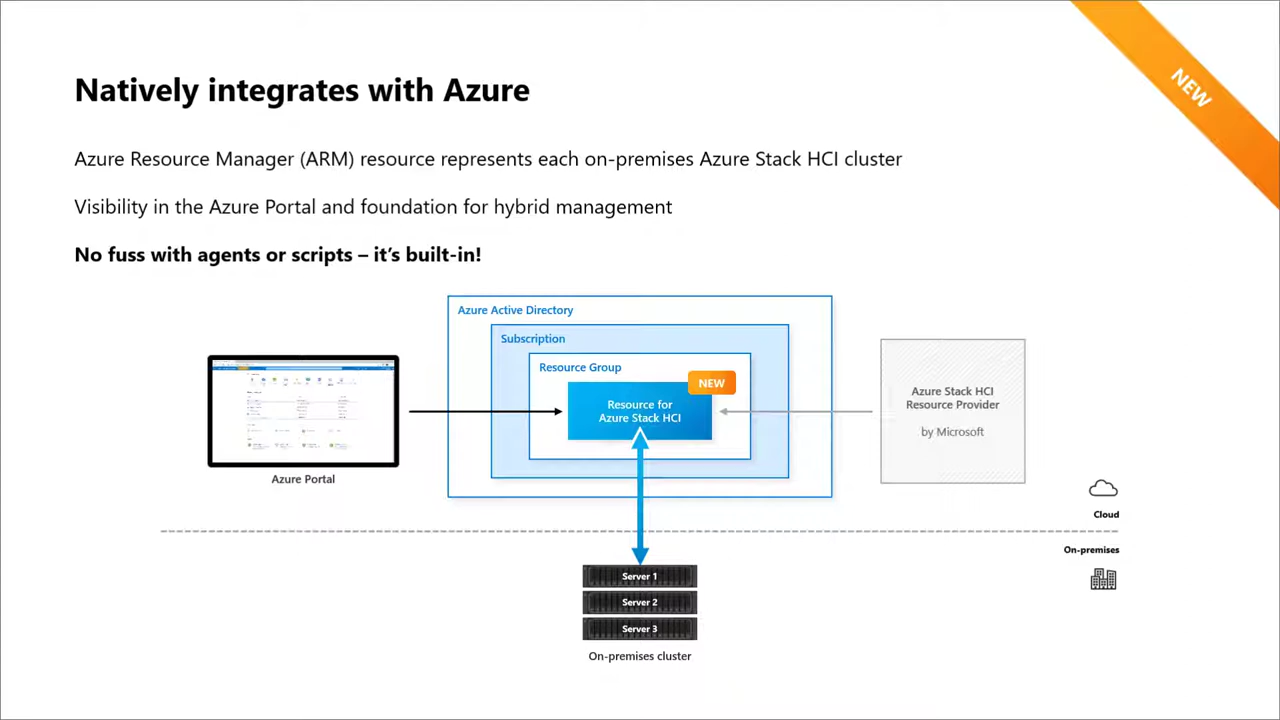 NEW
Natively integrates with Azure
Azure Resource Manager (ARM) resource represents each on-premises Azure Stack HCI cluster
Visibility in the Azure Portal and foundation for hybrid management
No fuss with agents or scripts – it's built-in!
Azure Active Directory
Subscription
Resource Group
NEW
Resource for
Azure Stack HCI
Azure Stack HCI
Resource Provider
by Microsoft
Azure Portal
Cloud
On-premises
Server 1
Server 2
Server 3
On-premises cluster